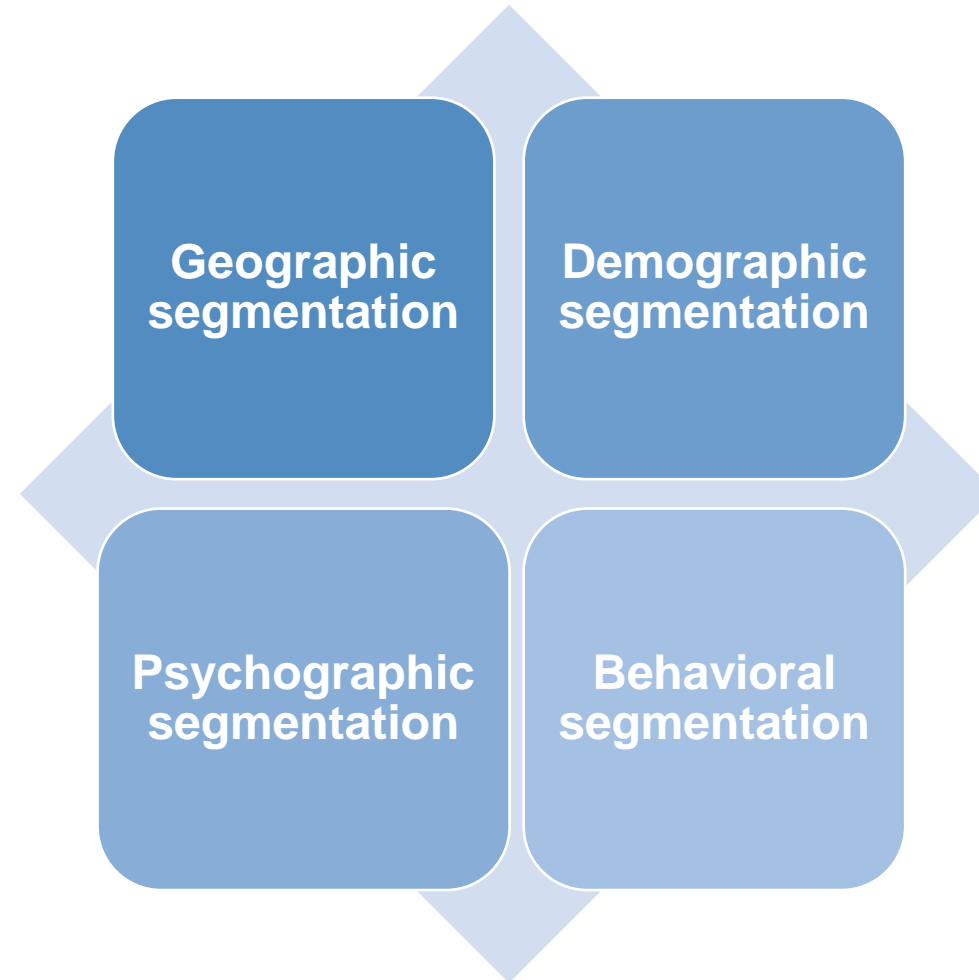 Geographic
segmentation
Demographic
segmentation
Psychographic
segmentation
Behavioral
segmentation